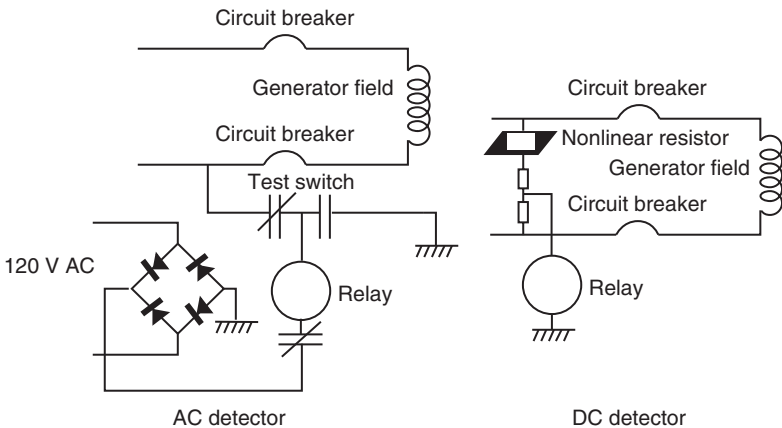 Circuit breaker
Generator field
Circuit breaker
Test switch
120 V AC
Relay
AC detector
Circuit breaker
Nonlinear resistor
Generator field
Circuit breaker
Relay
DC detector